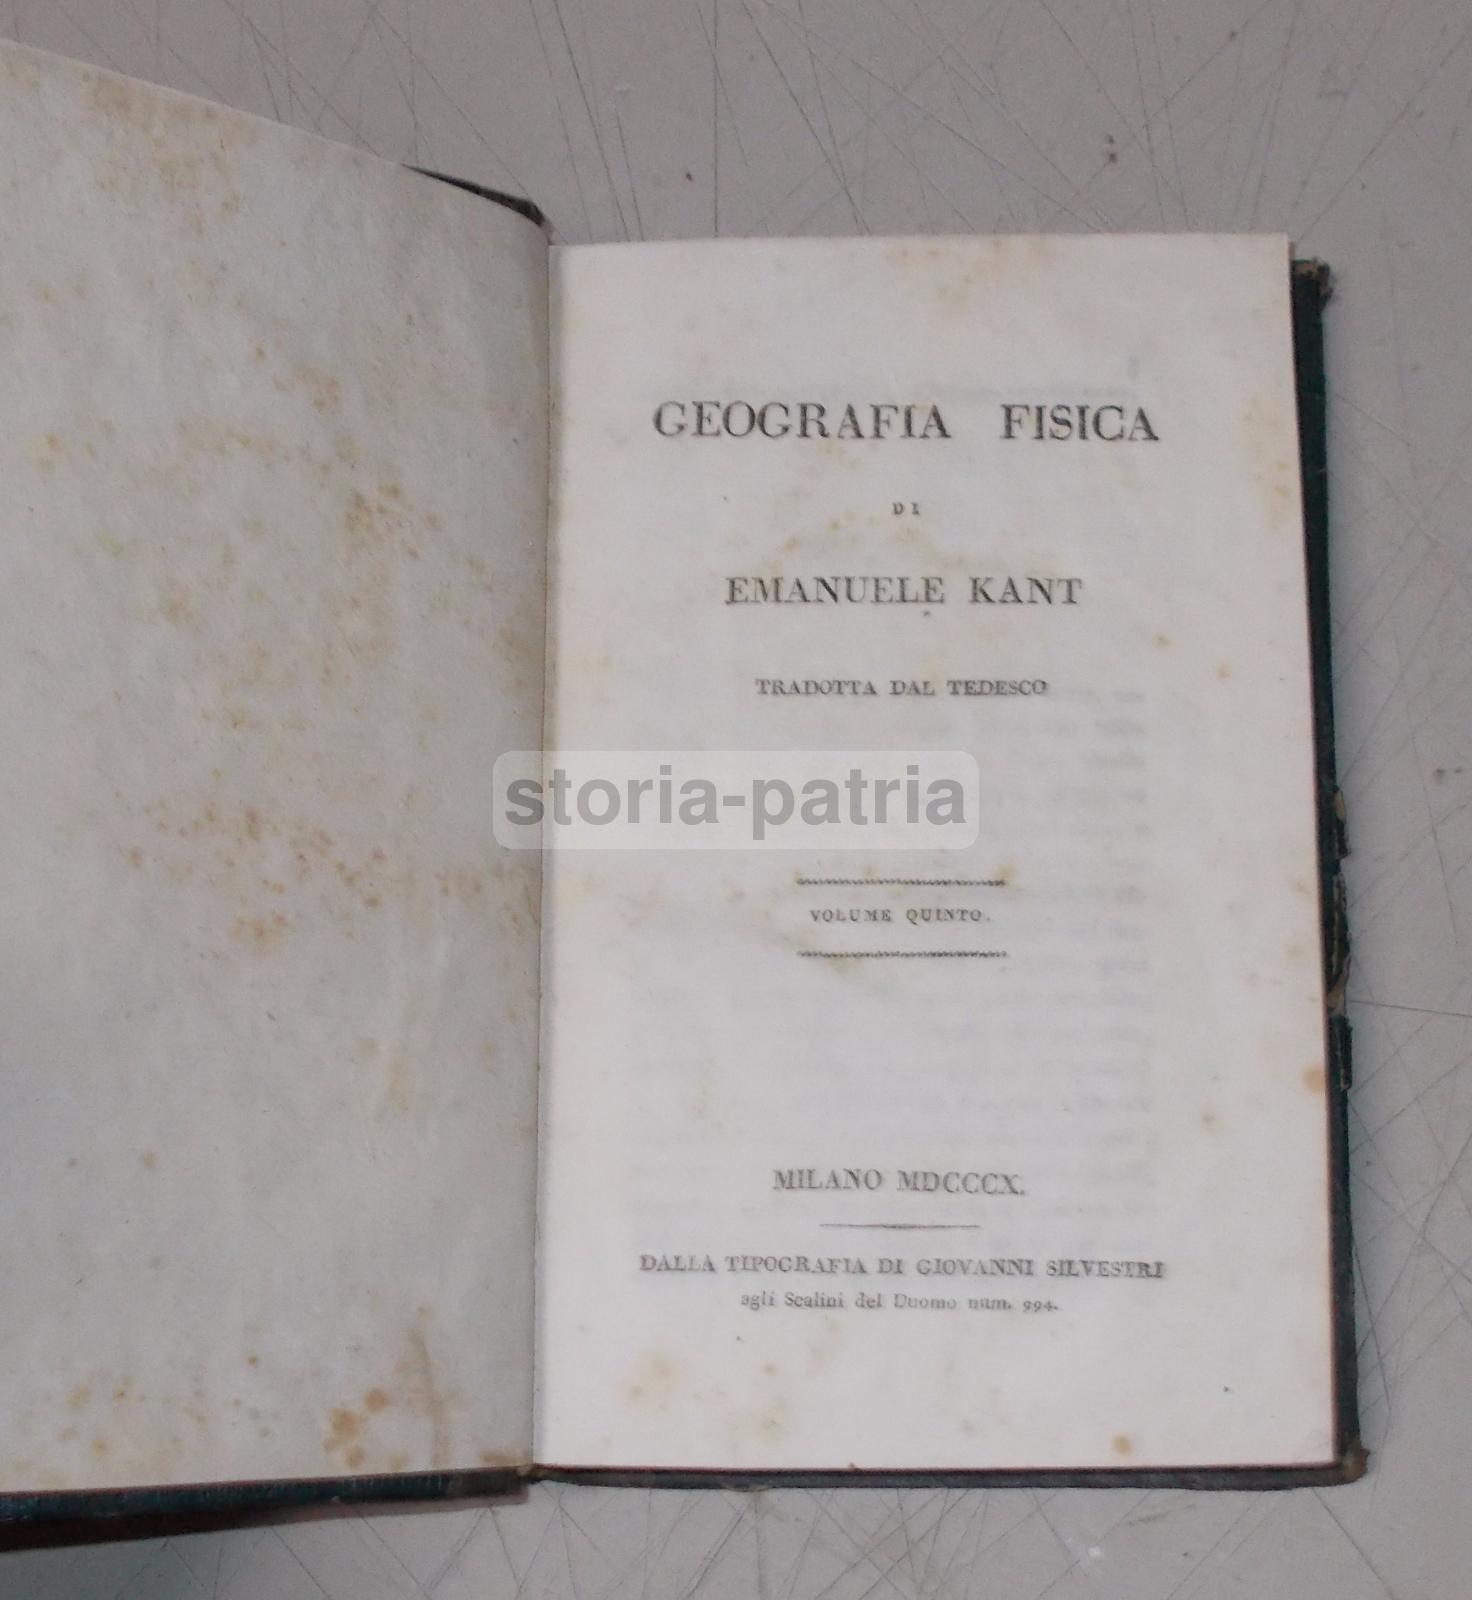 GEOGRAFIA FISICA
DI
EMANUELE KANT
TRADOTTA DAL TEDESCO
storia-patria
VOLUME QUINTO.
MILANO MDCCCX.
DALLA TIPOGRAFIA DI GIOVANNI SILVESTRI
agli Scalini del Duomo num. 994.